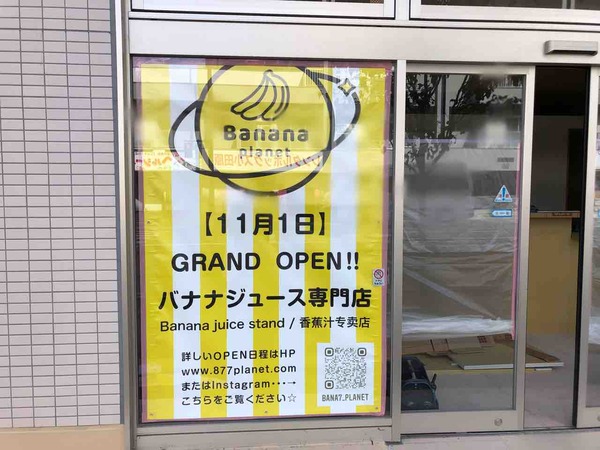 Banana
planet
【11月1日】
GRAND OPEN!!
バナナジュース専門店
Banana juice stand / 香蕉汁专卖店
詳しいOPEN日程はHP
www.877planet.com
またはInstagram・・・→
こちらをご覧ください☆
BANA7.PLANET